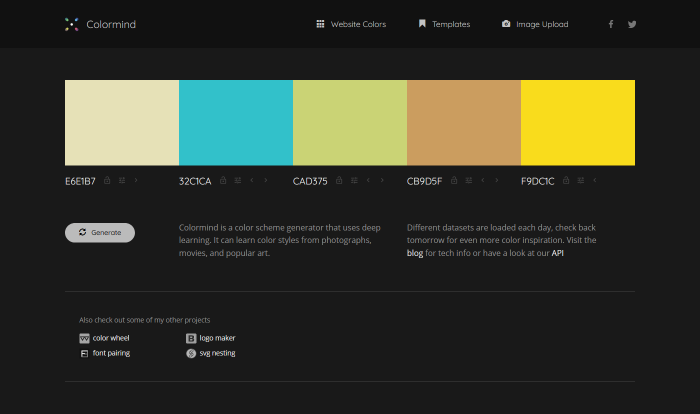 Colormind
Website Colors
Templates
Image Upload
E6E1B7
32C1CA
CAD375
CB9D5F
F9DC1C
Generate
Colormind is a color scheme generator that uses deep
learning. It can learn color styles from photographs,
movies, and popular art.
Different datasets are loaded each day, check back
tomorrow for even more color inspiration. Visit the
blog for tech info or have a look at our API
Also check out some of my other projects
color wheel
B logo maker
font pairing
svg nesting